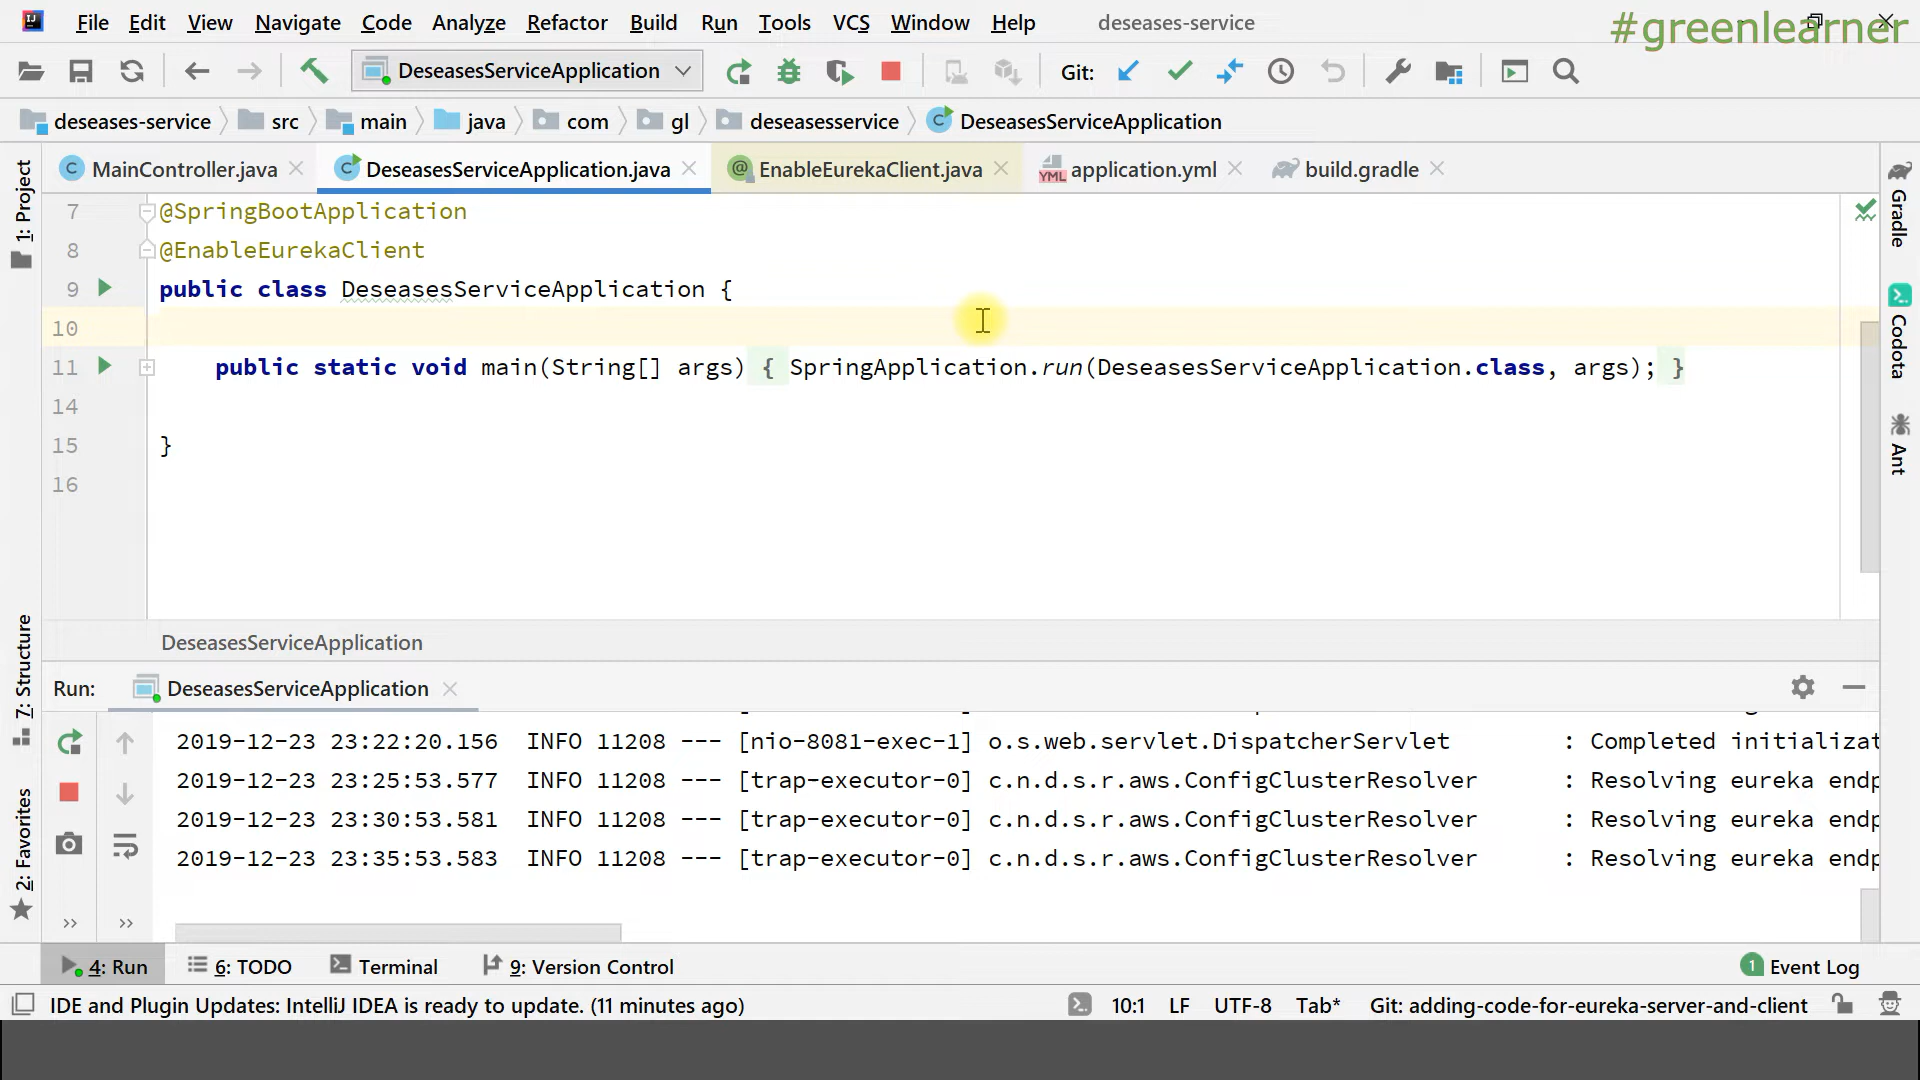 File Edit View Navigate Code Analyze Refactor Build Run Tools VCS Window Help deseases-service
#greenlearner
DeseasesServiceApplication Git:
deseases-service src main java com gl deseasesservice DeseasesServiceApplication
MainController.java DeseasesServiceApplication.java EnableEurekaClient.java application.yml build.gradle
1: Project
7: Structure
2: Favorites
7 @SpringBootApplication
8 @EnableEurekaClient
9 public class DeseasesServiceApplication {
10
11 public static void main(String[] args) { SpringApplication.run(DeseasesServiceApplication.class, args); }
14
15 }
16
Gradle
Codota
Ant
DeseasesServiceApplication
Run: DeseasesServiceApplication
2019-12-23 23:22:20.156 INFO 11208 --- [nio-8081-exec-1] o.s.web.servlet.DispatcherServlet : Completed initializat
2019-12-23 23:25:53.577 INFO 11208 --- [trap-executor-0] c.n.d.s.r.aws.ConfigClusterResolver : Resolving eureka endp
2019-12-23 23:30:53.581 INFO 11208 --- [trap-executor-0] c.n.d.s.r.aws.ConfigClusterResolver : Resolving eureka endp
2019-12-23 23:35:53.583 INFO 11208 --- [trap-executor-0] c.n.d.s.r.aws.ConfigClusterResolver : Resolving eureka endp
4: Run 6: TODO Terminal 9: Version Control 1 Event Log
IDE and Plugin Updates: IntelliJ IDEA is ready to update. (11 minutes ago) 10:1 LF UTF-8 Tab* Git: adding-code-for-eureka-server-and-client